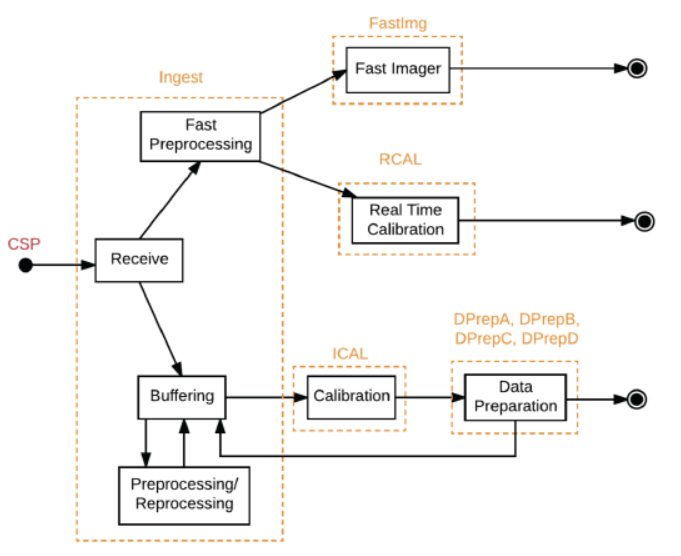 FastImg
Fast Imager
Ingest
Fast
Preprocessing
RCAL
Real Time
Calibration
CSP
Receive
DPrepA, DPrepB,
DPrepC, DPrepD
ICAL
Buffering
Calibration
Data
Preparation
Preprocessing/
Reprocessing